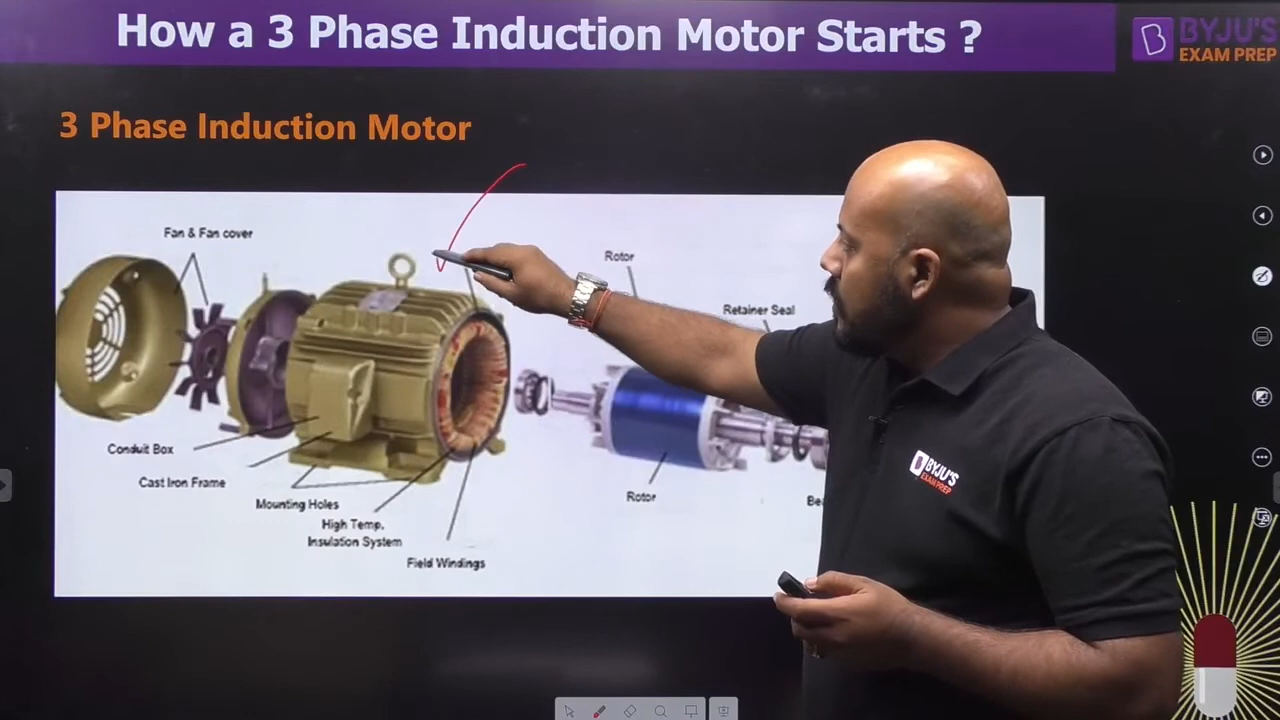 How a 3 Phase Induction Motor Starts ?
BYJU'S
EXAM PREP
3 Phase Induction Motor
Fan & Fan cover
Rotor
Retainer Seal
Conduit Box
Cast Iron Frame
Mounting Holes
High Temp.
Insulation System
Field Windings
Rotor
BYJU'S
EXAM PREP